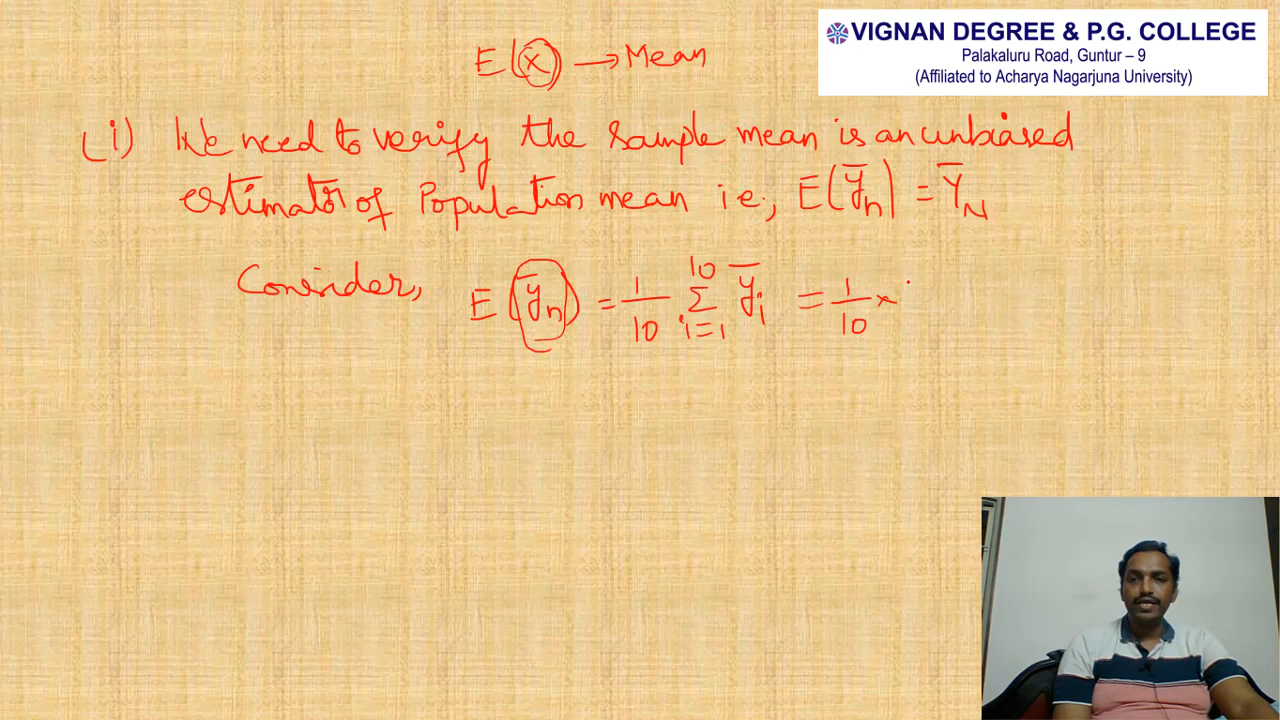 VIGNAN DEGREE & P.G. COLLEGE
Palakaluru Road, Guntur – 9
(Affiliated to Acharya Nagarjuna University)
E(x) → Mean
(i) We need to verify the sample mean is an unbiased
estimator of Population mean i.e., E(ȳₙ) = Ȳ_N
Consider, E(ȳₙ) = 1/10 Σ_{i=1}^{10} ȳᵢ = 1/10 ×